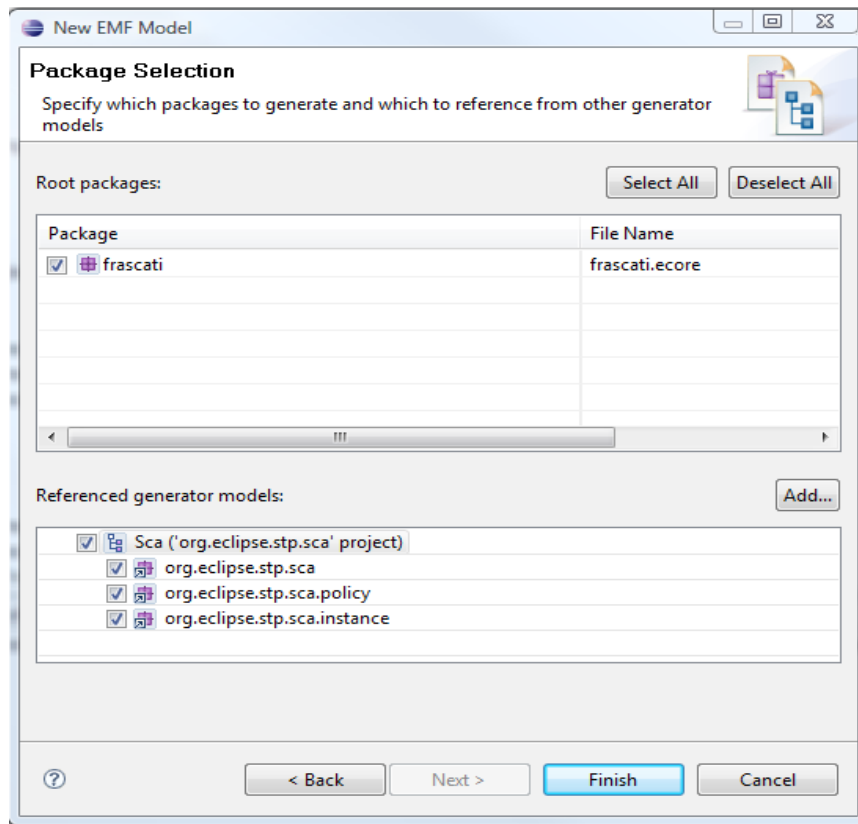 New EMF Model
Package Selection
Specify which packages to generate and which to reference from other generator
models
Root packages:
Select All
Deselect All
Package
File Name
frascati
frascati.ecore
Referenced generator models:
Add...
Sca ('org.eclipse.stp.sca' project)
org.eclipse.stp.sca
org.eclipse.stp.sca.policy
org.eclipse.stp.sca.instance
?
< Back
Next >
Finish
Cancel